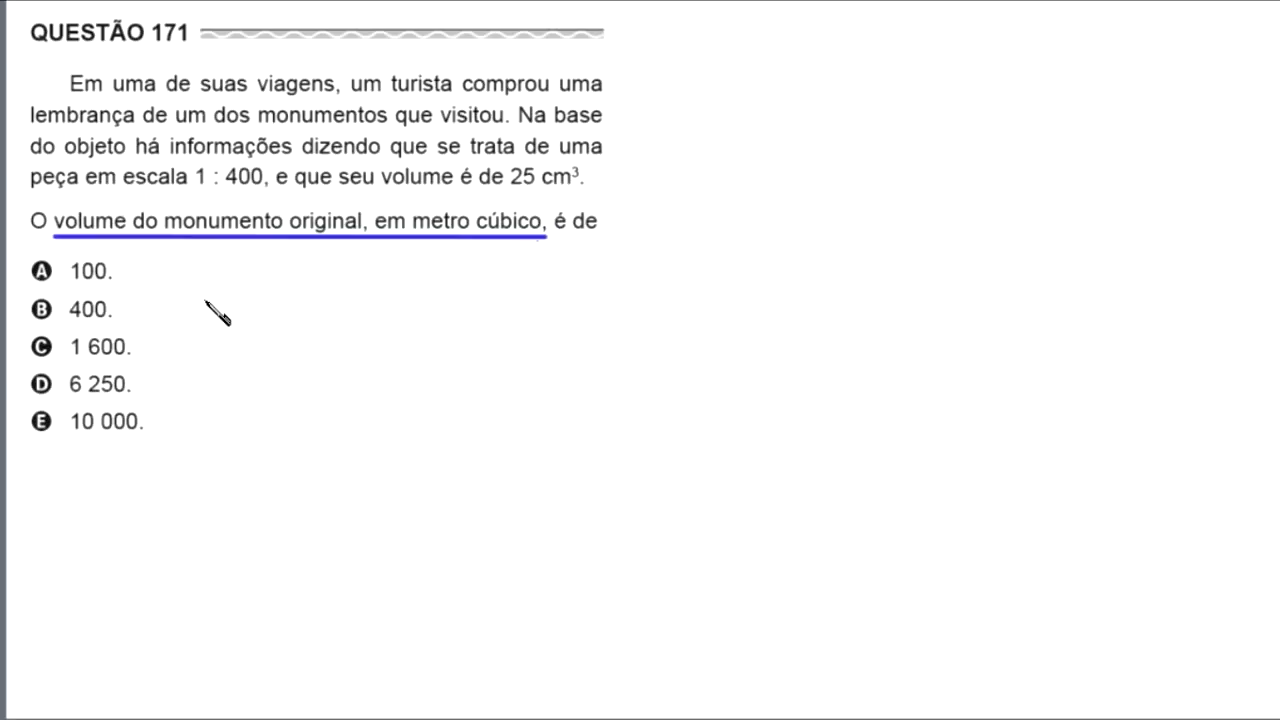 QUESTÃO 171
Em uma de suas viagens, um turista comprou uma
lembrança de um dos monumentos que visitou. Na base
do objeto há informações dizendo que se trata de uma
peça em escala 1 : 400, e que seu volume é de 25 cm³.
O volume do monumento original, em metro cúbico, é de
A 100.
B 400.
C 1 600.
D 6 250.
E 10 000.